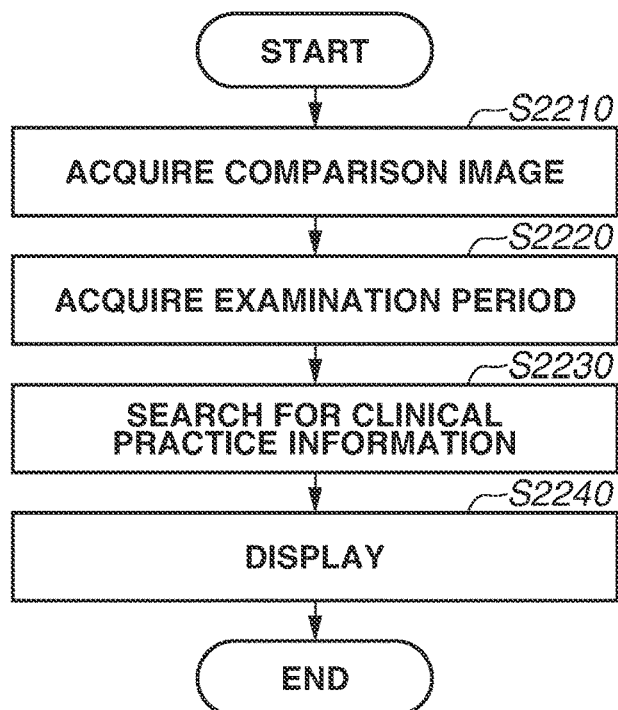 START
S2210
ACQUIRE COMPARISON IMAGE
S2220
ACQUIRE EXAMINATION PERIOD
S2230
SEARCH FOR CLINICAL
PRACTICE INFORMATION
S2240
DISPLAY
END